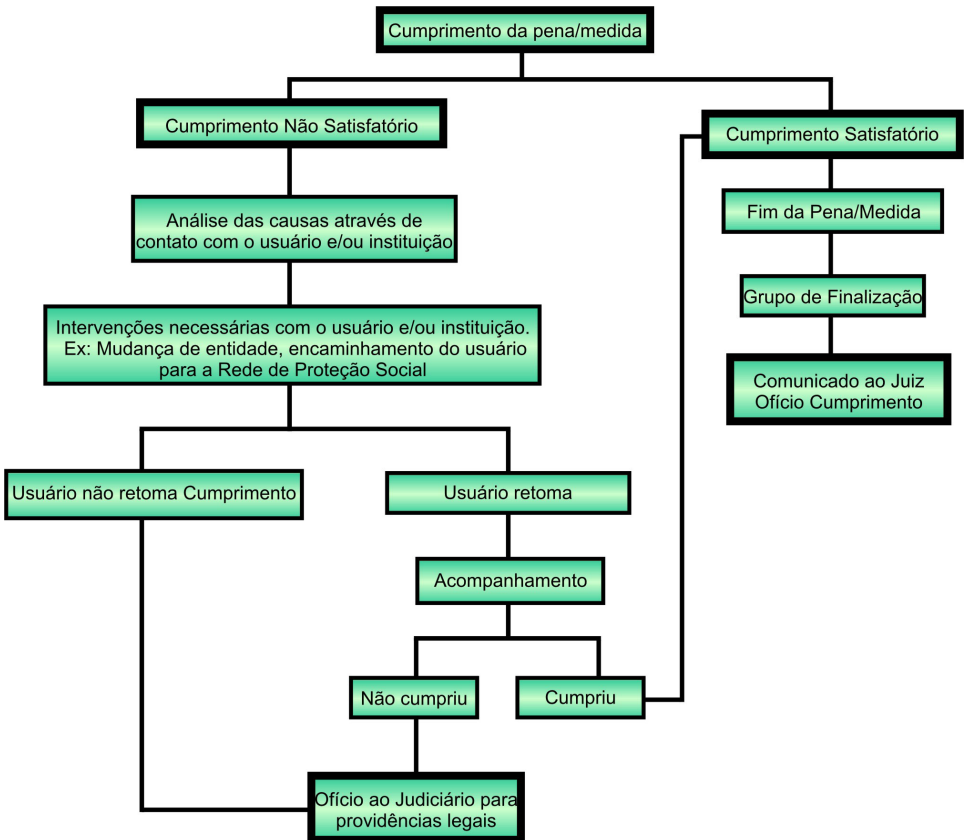 Cumprimento da pena/medida
Cumprimento Não Satisfatório
Cumprimento Satisfatório
Análise das causas através de
contato com o usuário e/ou instituição
Fim da Pena/Medida
Grupo de Finalização
Intervenções necessárias com o usuário e/ou instituição.
Ex: Mudança de entidade, encaminhamento do usuário
para a Rede de Proteção Social
Comunicado ao Juiz
Ofício Cumprimento
Usuário não retoma Cumprimento
Usuário retoma
Acompanhamento
Não cumpriu
Cumpriu
Ofício ao Judiciário para
providências legais